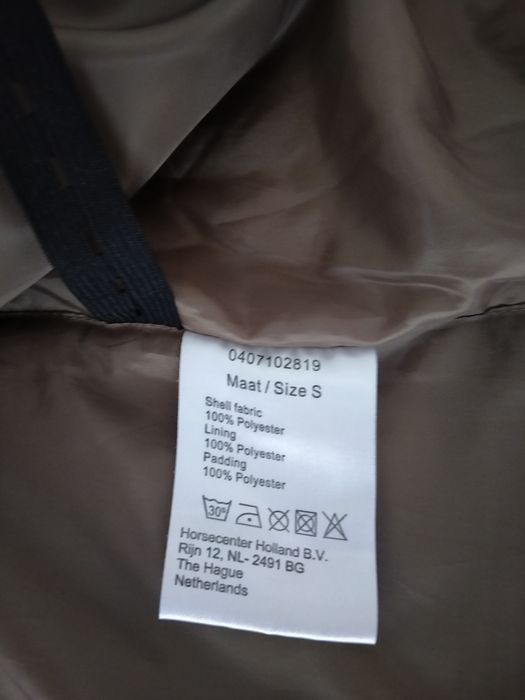 0407102819
Maat / Size S
Shell fabric
100% Polyester
Lining
100% Polyester
Padding
100% Polyester
30°
Horsecenter Holland B.V.
Rijn 12, NL- 2491 BG
The Hague
Netherlands